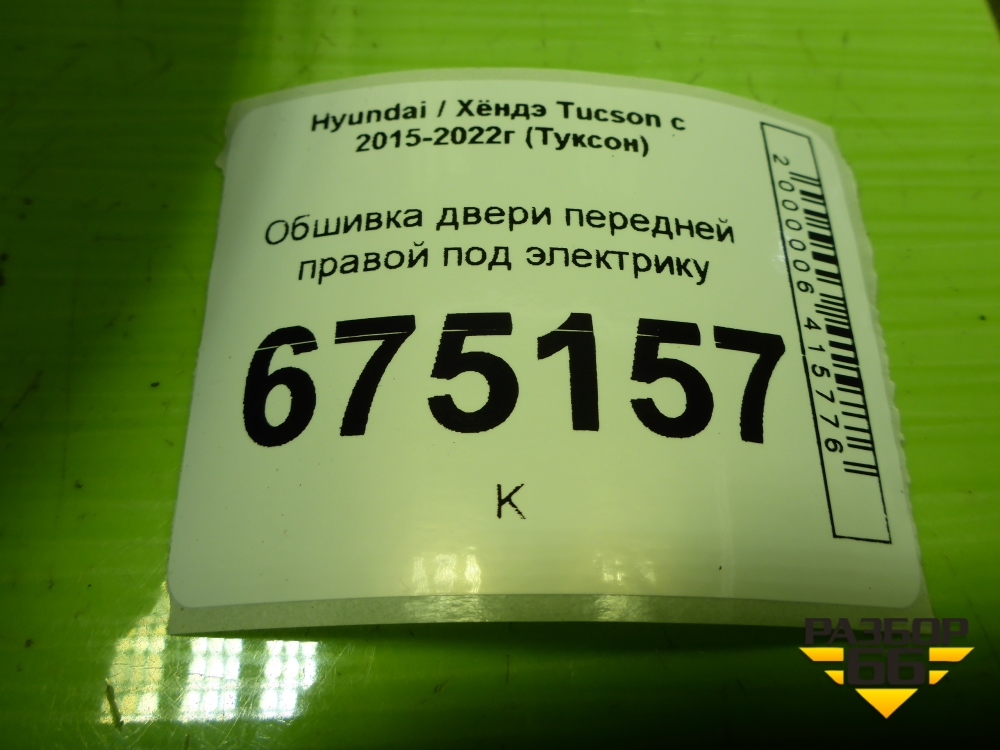 Hyundai / Хёндэ Tucson с
2015-2022г (Туксон)
Обшивка двери передней
правой под электрику
675157
К
2000006415776
РАЗБОР
66